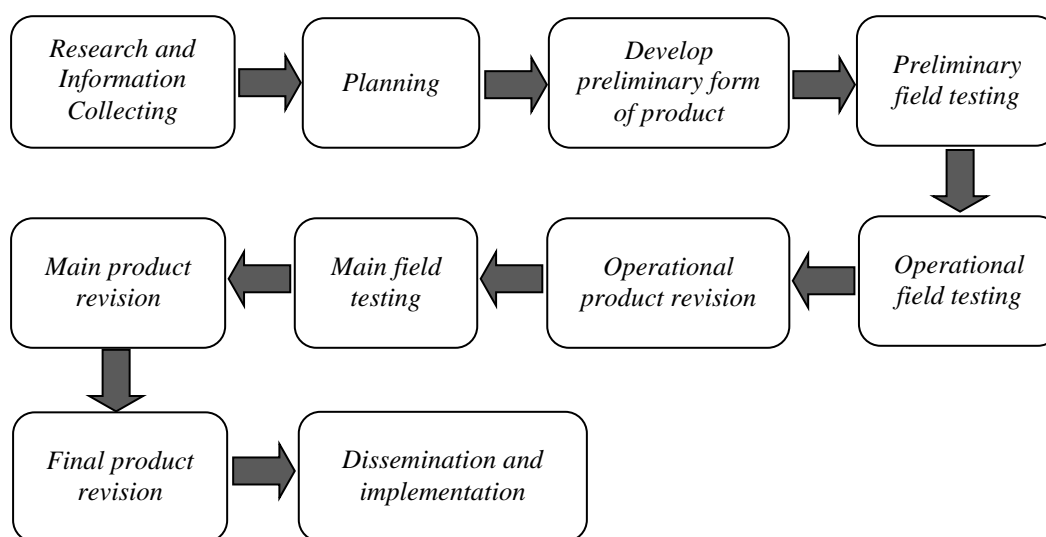 Research and
Information
Collecting
Planning
Develop
preliminary form
of product
Preliminary
field testing
Main product
revision
Main field
testing
Operational
product revision
Operational
field testing
Final product
revision
Dissemination and
implementation